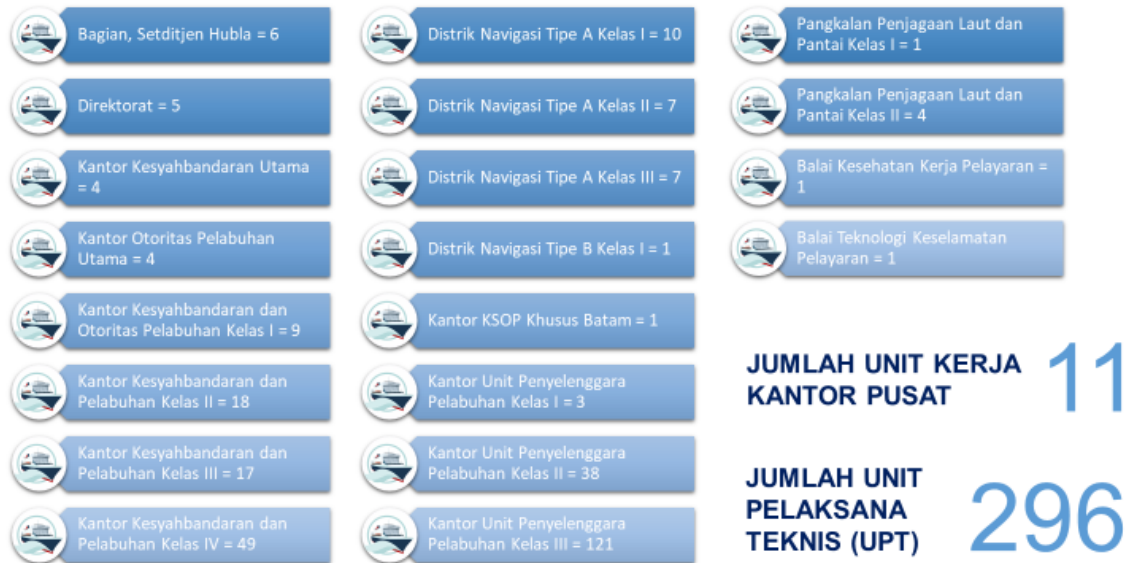 Bagian, Setditjen Hubla = 6
Direktorat = 5
Kantor Kesyahbandaran Utama
= 4
Kantor Otoritas Pelabuhan
Utama = 4
Kantor Kesyahbandaran dan
Otoritas Pelabuhan Kelas I = 9
Kantor Kesyahbandaran dan
Pelabuhan Kelas II = 18
Kantor Kesyahbandaran dan
Pelabuhan Kelas III = 17
Kantor Kesyahbandaran dan
Pelabuhan Kelas IV = 49
Distrik Navigasi Tipe A Kelas I = 10
Distrik Navigasi Tipe A Kelas II = 7
Distrik Navigasi Tipe A Kelas III = 7
Distrik Navigasi Tipe B Kelas I = 1
Kantor KSOP Khusus Batam = 1
Kantor Unit Penyelenggara
Pelabuhan Kelas I = 3
Kantor Unit Penyelenggara
Pelabuhan Kelas II = 38
Kantor Unit Penyelenggara
Pelabuhan Kelas III = 121
Pangkalan Penjagaan Laut dan
Pantai Kelas I = 1
Pangkalan Penjagaan Laut dan
Pantai Kelas II = 4
Balai Kesehatan Kerja Pelayaran =
1
Balai Teknologi Keselamatan
Pelayaran = 1
JUMLAH UNIT KERJA
KANTOR PUSAT
11
JUMLAH UNIT
PELAKSANA
TEKNIS (UPT)
296